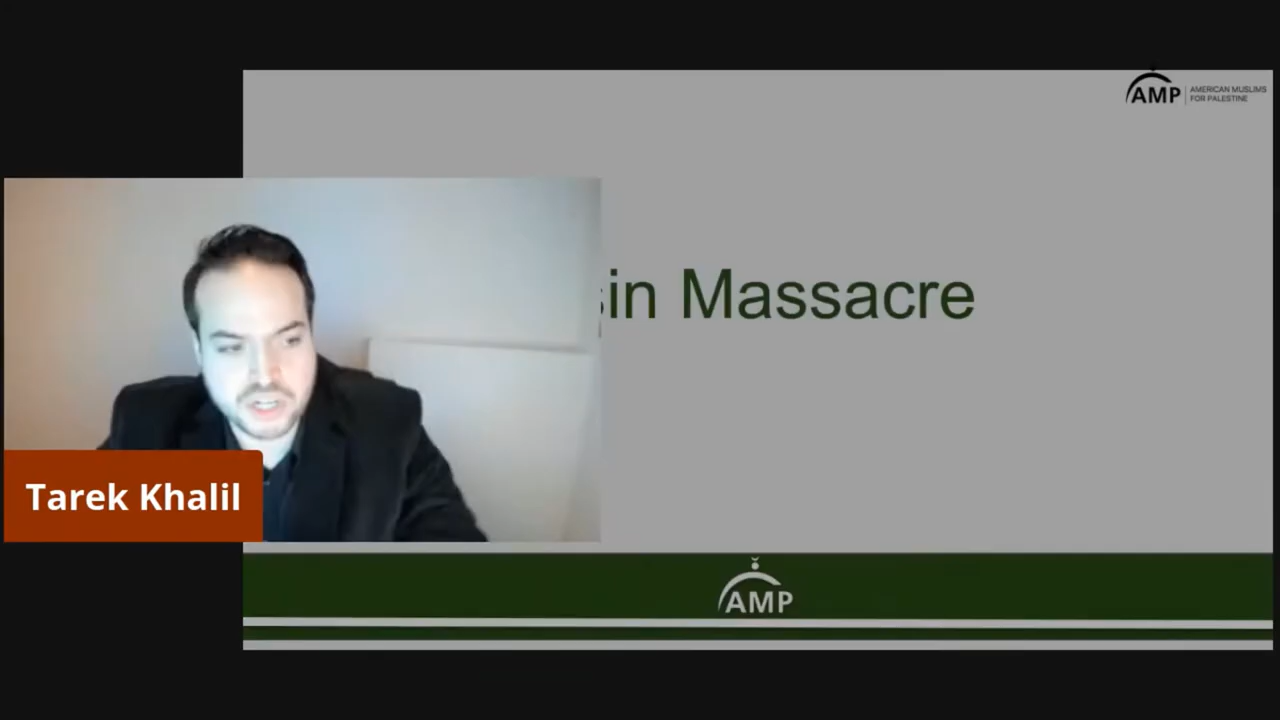 AMP
AMERICAN MUSLIMS
FOR PALESTINE
sin Massacre
Tarek Khalil
AMP